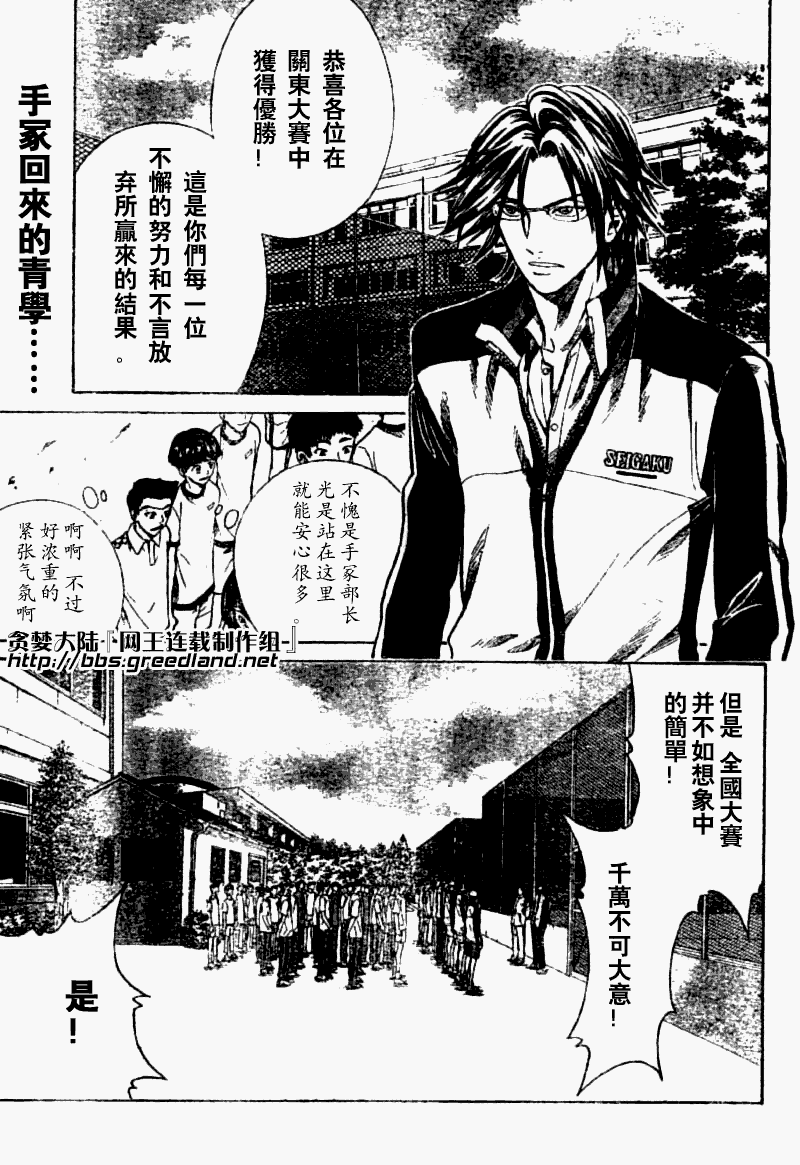 恭喜各位在
關東大賽中
獲得優勝！
這是你們每一位
不懈的努力和不言放
弃所贏來的結果。
手冢回來的青學……
SEIGAKU
不愧是手冢部长
光是站在这里
就能安心很多。
啊啊 不过
好浓重的
紧张气氛啊
贪婪大陆『网王连载制作组』
http://bbs.greedland.net
但是 全國大賽
并不如想象中
的簡單！
千萬不可大意！
是！